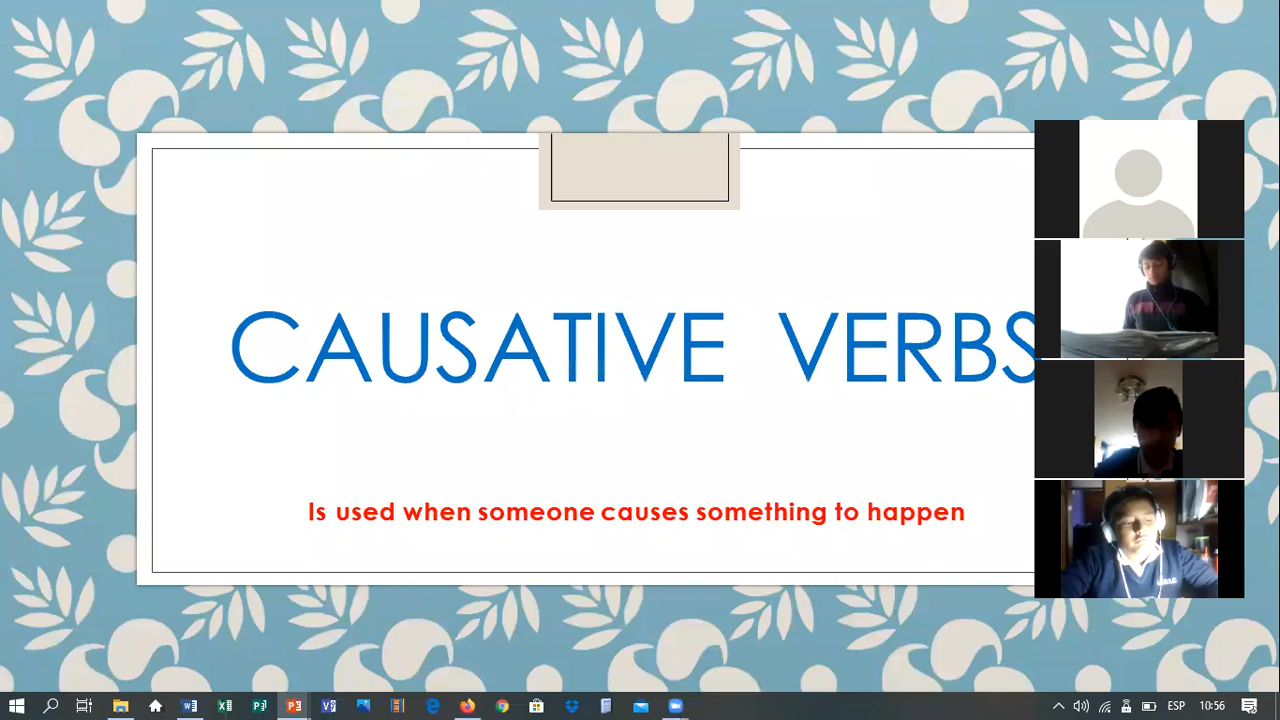 CAUSATIVE VERBS
Is used when someone causes something to happen
ESP
10:56